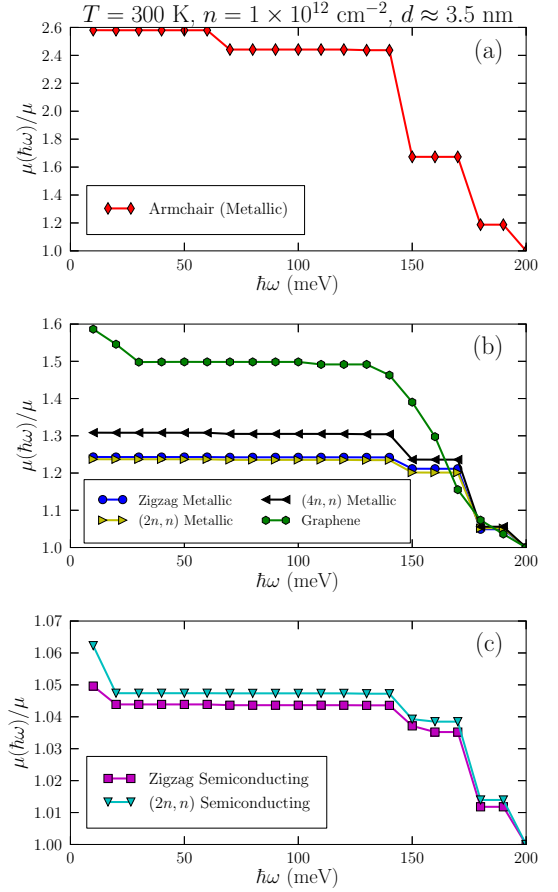 T = 300 K, n = 1 × 10¹² cm⁻², d ≈ 3.5 nm
(a)
μ(ħω)/μ
2.6
2.4
2.2
2.0
1.8
1.6
1.4
1.2
1.0
Armchair (Metallic)
0 50 100 150 200
ħω (meV)
(b)
μ(ħω)/μ
1.6
1.5
1.4
1.3
1.2
1.1
1.0
Zigzag Metallic
(2n, n) Metallic
(4n, n) Metallic
Graphene
0 50 100 150 200
ħω (meV)
(c)
μ(ħω)/μ
1.07
1.06
1.05
1.04
1.03
1.02
1.01
1.00
Zigzag Semiconducting
(2n, n) Semiconducting
0 50 100 150 200
ħω (meV)